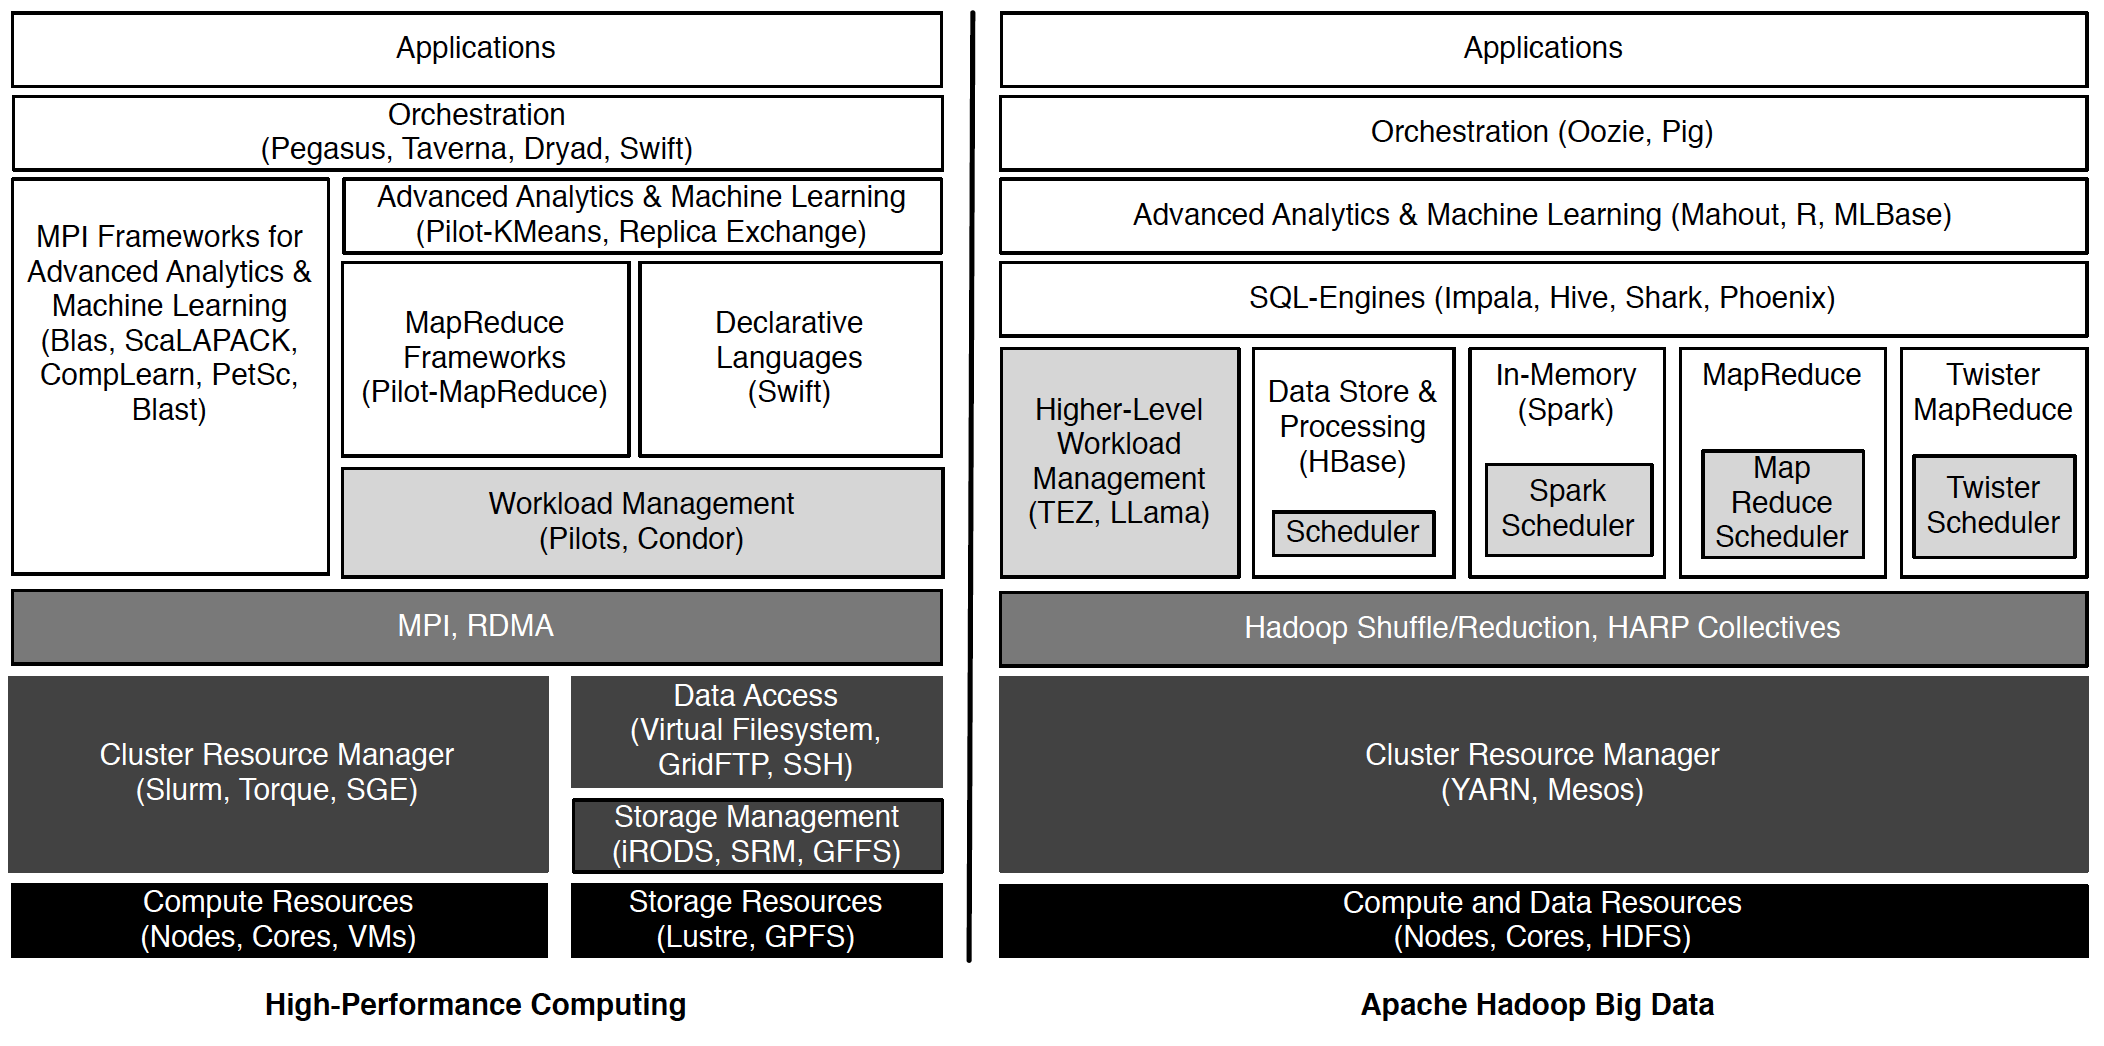 Applications
Orchestration
(Pegasus, Taverna, Dryad, Swift)
MPI Frameworks for
Advanced Analytics &
Machine Learning
(Blas, ScaLAPACK,
CompLearn, PetSc,
Blast)
Advanced Analytics & Machine Learning
(Pilot-KMeans, Replica Exchange)
MapReduce
Frameworks
(Pilot-MapReduce)
Declarative
Languages
(Swift)
Workload Management
(Pilots, Condor)
MPI, RDMA
Cluster Resource Manager
(Slurm, Torque, SGE)
Data Access
(Virtual Filesystem,
GridFTP, SSH)
Storage Management
(iRODS, SRM, GFFS)
Compute Resources
(Nodes, Cores, VMs)
Storage Resources
(Lustre, GPFS)
High-Performance Computing
Applications
Orchestration (Oozie, Pig)
Advanced Analytics & Machine Learning (Mahout, R, MLBase)
SQL-Engines (Impala, Hive, Shark, Phoenix)
Higher-Level
Workload
Management
(TEZ, LLama)
Data Store &
Processing
(HBase)
Scheduler
In-Memory
(Spark)
Spark
Scheduler
MapReduce
Map
Reduce
Scheduler
Twister
MapReduce
Twister
Scheduler
Hadoop Shuffle/Reduction, HARP Collectives
Cluster Resource Manager
(YARN, Mesos)
Compute and Data Resources
(Nodes, Cores, HDFS)
Apache Hadoop Big Data